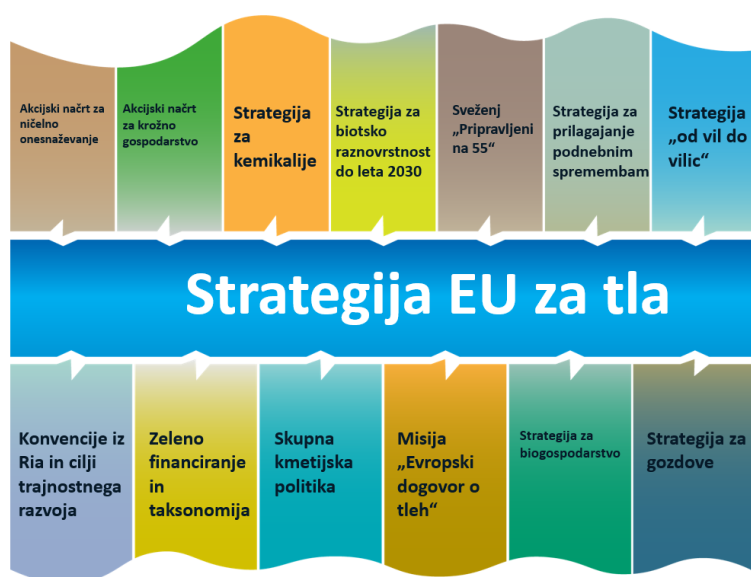 Akcijski načrt za
ničelno
onesnaževanje
Akcijski načrt
za krožno
gospodarstvo
Strategija
za
kemikalije
Strategija za
biotsko
raznovrstnost
do leta 2030
Sveženj
„Pripravljeni
na 55“
Strategija za
prilagajanje
podnebnim
spremembam
Strategija
„od vil do
vilic“
Strategija EU za tla
Konvencije iz
Ria in cilji
trajnostnega
razvoja
Zeleno
financiranje
in
taksonomija
Skupna
kmetijska
politika
Misija
„Evropski
dogovor o
tleh“
Strategija za
biogospodarstvo
Strategija za
gozdove